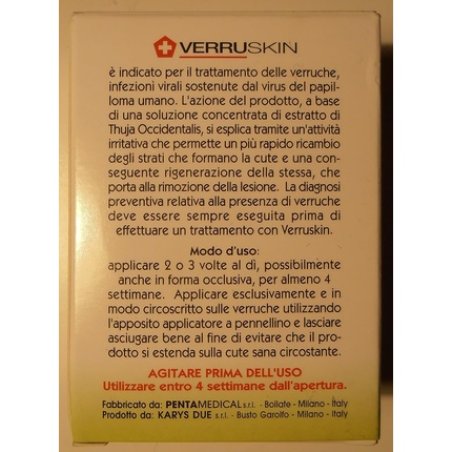 VERRUSKIN
è indicato per il trattamento delle verruche,
infezioni virali sostenute dal virus del papil-
loma umano. L'azione del prodotto, a base
di una soluzione concentrata di estratto di
Thuja Occidentalis, si esplica tramite un'attività
irritativa che permette un più rapido ricambio
degli strati che formano la cute e una con-
seguente rigenerazione della stessa, che
porta alla rimozione della lesione. La diagnosi
preventiva relativa alla presenza di verruche
deve essere sempre eseguita prima di
effettuare un trattamento con Verruskin.
Modo d'uso:
applicare 2 o 3 volte al dì, possibilmente
anche in forma occlusiva, per almeno 4
settimane. Applicare esclusivamente e in
modo circoscritto sulle verruche utilizzando
l'apposito applicatore a pennellino e lasciare
asciugare bene al fine di evitare che il pro-
dotto si estenda sulla cute sana circostante.
AGITARE PRIMA DELL'USO
Utilizzare entro 4 settimane dall'apertura.
Fabbricato da: PENTAMEDICAL s.r.l. - Bollate - Milano - Italy
Prodotto da: KARYS DUE s.r.l. - Busto Garolfo - Milano - Italy